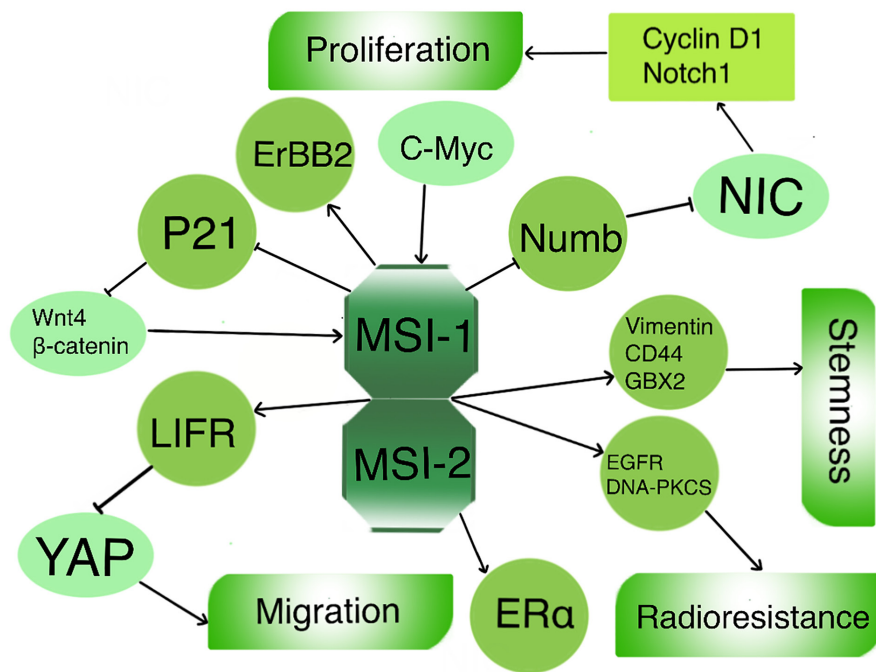 Proliferation
Cyclin D1
Notch1
ErBB2
C-Myc
NIC
P21
Numb
Wnt4
β-catenin
MSI-1
Vimentin
CD44
GBX2
Stemness
LIFR
MSI-2
EGFR
DNA-PKCS
YAP
Migration
ERα
Radioresistance